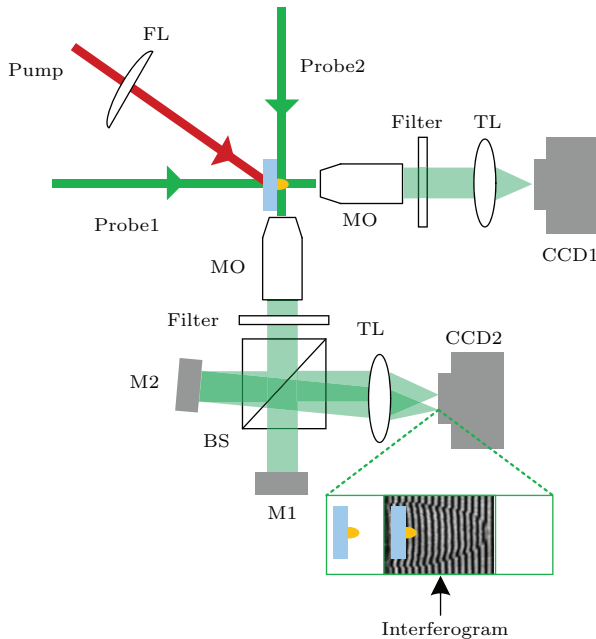 FL
Pump
Probe2
Filter
TL
Probe1
MO
CCD1
MO
Filter
TL
CCD2
M2
BS
M1
Interferogram